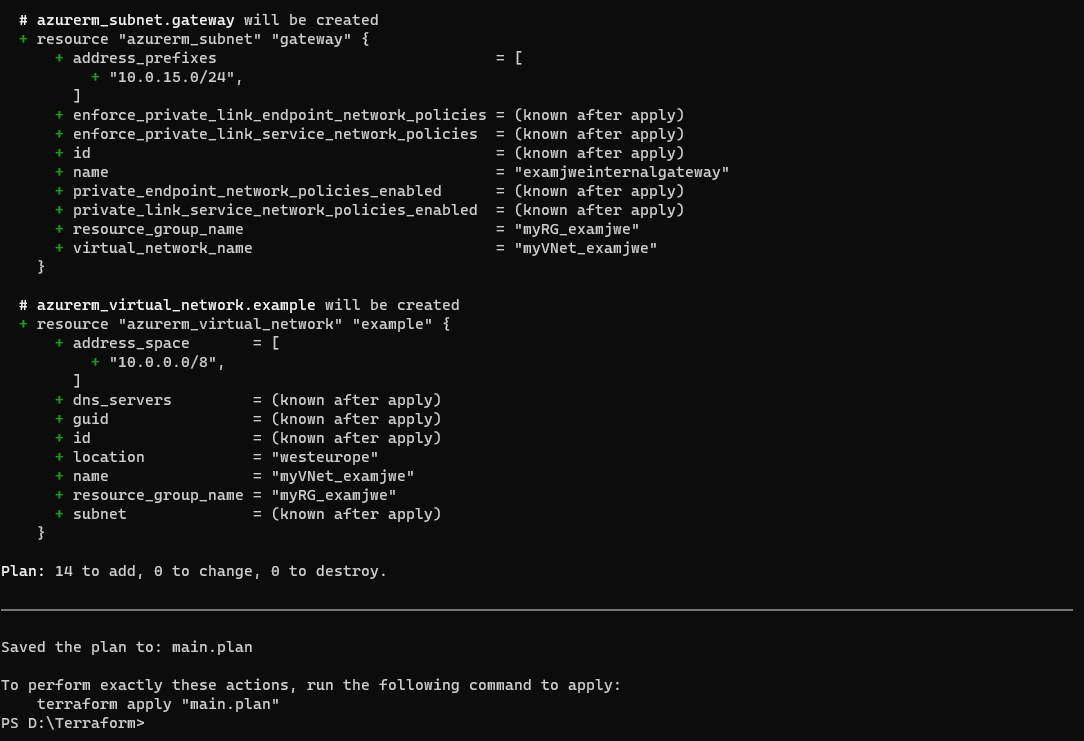 # azurerm_subnet.gateway will be created
+ resource "azurerm_subnet" "gateway" {
+ address_prefixes = [
+ "10.0.15.0/24",
]
+ enforce_private_link_endpoint_network_policies = (known after apply)
+ enforce_private_link_service_network_policies = (known after apply)
+ id = (known after apply)
+ name = "examjweinternalgateway"
+ private_endpoint_network_policies_enabled = (known after apply)
+ private_link_service_network_policies_enabled = (known after apply)
+ resource_group_name = "myRG_examjwe"
+ virtual_network_name = "myVNet_examjwe"
}
# azurerm_virtual_network.example will be created
+ resource "azurerm_virtual_network" "example" {
+ address_space = [
+ "10.0.0.0/8",
]
+ dns_servers = (known after apply)
+ guid = (known after apply)
+ id = (known after apply)
+ location = "westeurope"
+ name = "myVNet_examjwe"
+ resource_group_name = "myRG_examjwe"
+ subnet = (known after apply)
}
Plan: 14 to add, 0 to change, 0 to destroy.
Saved the plan to: main.plan
To perform exactly these actions, run the following command to apply:
terraform apply "main.plan"
PS D:\Terraform>